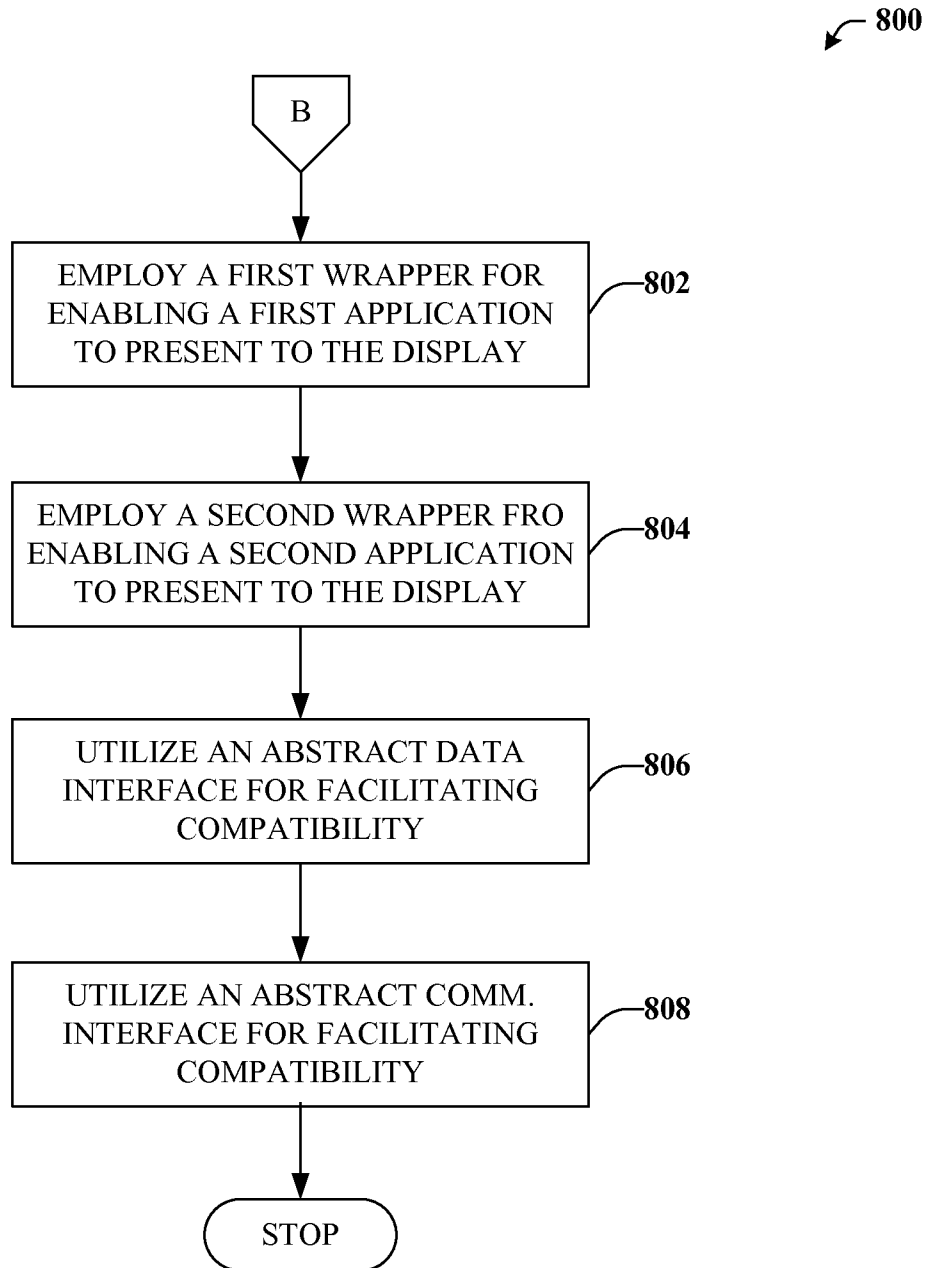 800
B
EMPLOY A FIRST WRAPPER FOR
ENABLING A FIRST APPLICATION
TO PRESENT TO THE DISPLAY
802
EMPLOY A SECOND WRAPPER FRO
ENABLING A SECOND APPLICATION
TO PRESENT TO THE DISPLAY
804
UTILIZE AN ABSTRACT DATA
INTERFACE FOR FACILITATING
COMPATIBILITY
806
UTILIZE AN ABSTRACT COMM.
INTERFACE FOR FACILITATING
COMPATIBILITY
808
STOP